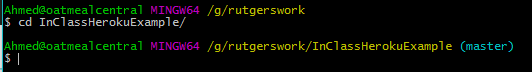 Ahmed@oatmealcentral MINGW64 /g/rutgerswork
$ cd InClassHerokuExample/
Ahmed@oatmealcentral MINGW64 /g/rutgerswork/InClassHerokuExample (master)
$